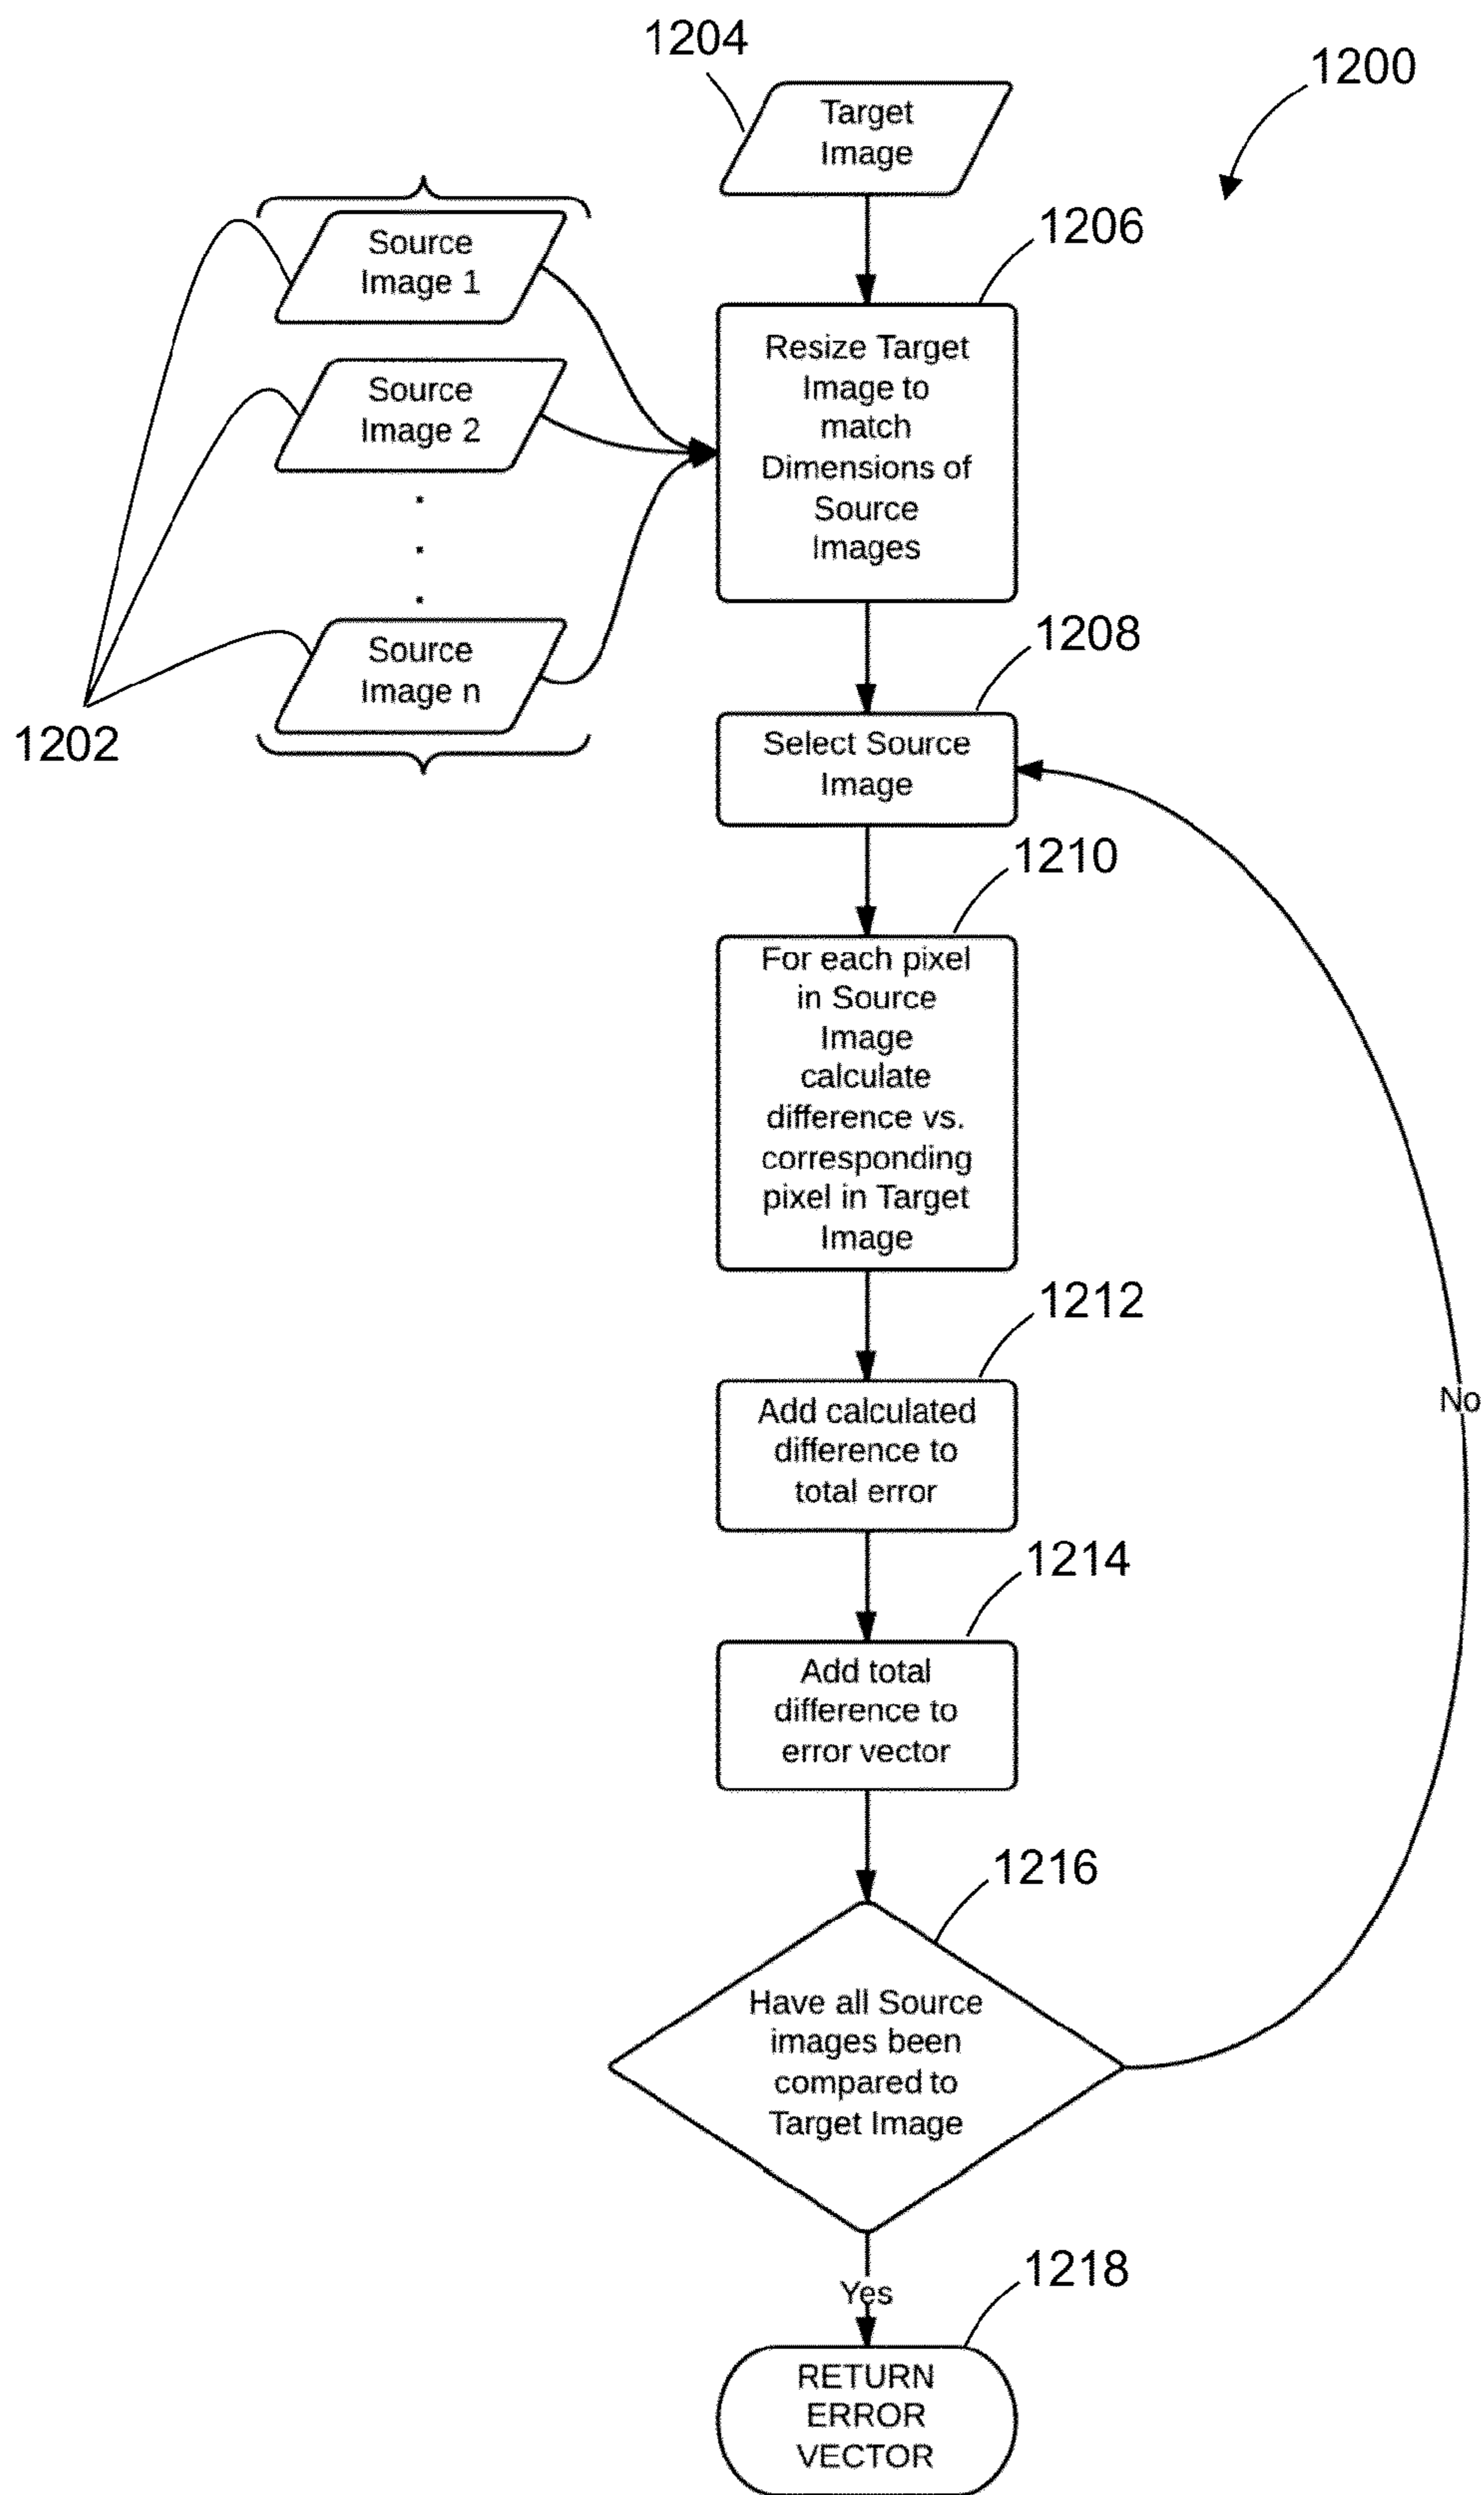 1204
1200
Target
Image
1206
Source
Image 1
Source
Image 2
.
.
.
Source
Image n
1202
Resize Target
Image to
match
Dimensions of
Source
Images
1208
Select Source
Image
1210
For each pixel
in Source
Image
calculate
difference vs.
corresponding
pixel in Target
Image
1212
No
Add calculated
difference to
total error
1214
Add total
difference to
error vector
1216
Have all Source
images been
compared to
Target Image
Yes
1218
RETURN
ERROR
VECTOR